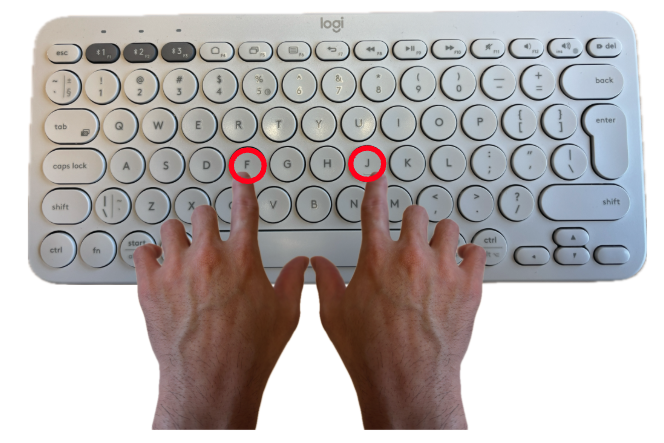 logi
esc 1 2 3 del
! @ # $ % & * ( ) — +
1 2 3 4 5 7 8 9 0 - = back
tab Q W E R T Y U I O P { } enter
[ ]
caps lock A S D F G H J K L : " |
; ' \
shift | Z X V B N M < > ? shift
\ , . /
ctrl fn start ctrl